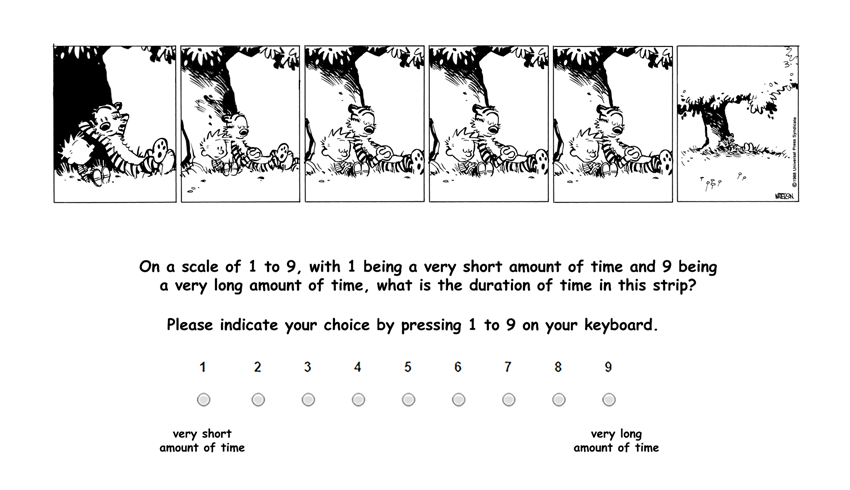 © 1988 Universal Press Syndicate
WATTERSON
On a scale of 1 to 9, with 1 being a very short amount of time and 9 being
a very long amount of time, what is the duration of time in this strip?
Please indicate your choice by pressing 1 to 9 on your keyboard.
1 2 3 4 5 6 7 8 9
very short very long
amount of time amount of time